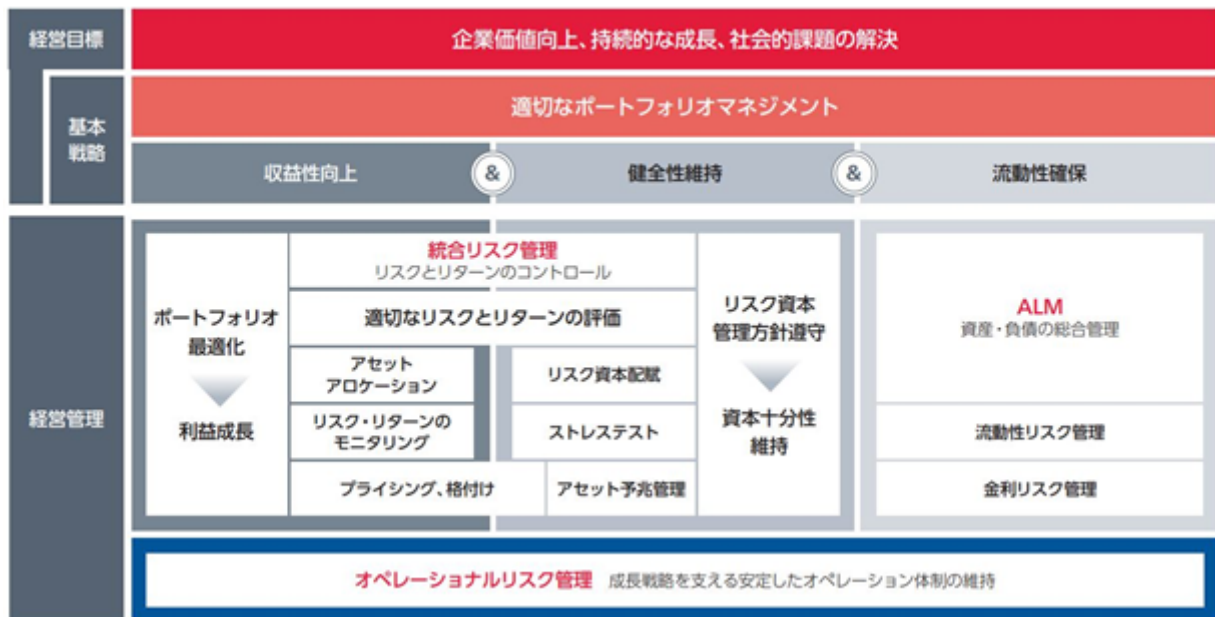 経営目標
企業価値向上、持続的な成長、社会的課題の解決
基本
戦略
適切なポートフォリオマネジメント
収益性向上
&
健全性維持
&
流動性確保
経営管理
ポートフォリオ
最適化
利益成長
統合リスク管理
リスクとリターンのコントロール
適切なリスクとリターンの評価
アセット
アロケーション
リスク資本配賦
リスク・リターンの
モニタリング
ストレステスト
プライシング、格付け
アセット予兆管理
リスク資本
管理方針遵守
資本十分性
維持
ALM
資産・負債の総合管理
流動性リスク管理
金利リスク管理
オペレーショナルリスク管理 成長戦略を支える安定したオペレーション体制の維持